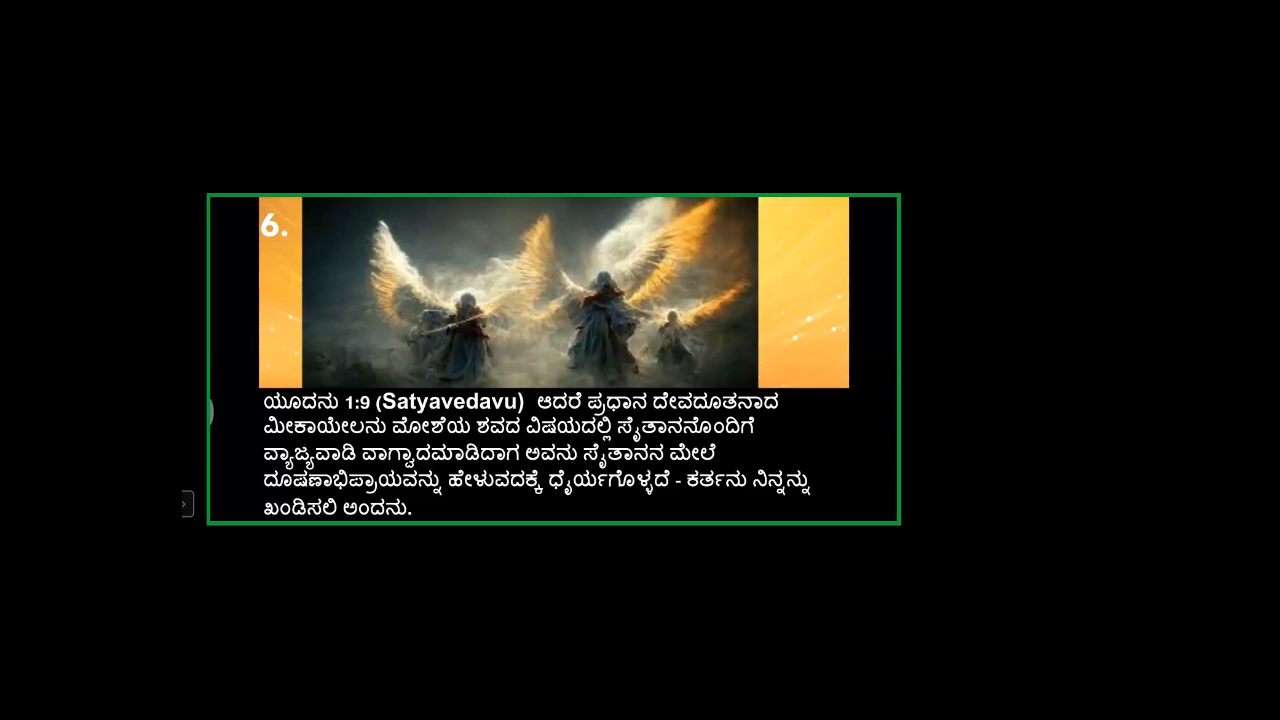 6.
ಯೂದನು 1:9 (Satyavedavu) ಆದರೆ ಪ್ರಧಾನ ದೇವದೂತನಾದ
ಮೀಕಾಯೇಲನು ಮೋಶೆಯ ಶವದ ವಿಷಯದಲ್ಲಿ ಸೈತಾನನೊಂದಿಗೆ
ವ್ಯಾಜ್ಯವಾಡಿ ವಾಗ್ವಾದಮಾಡಿದಾಗ ಅವನು ಸೈತಾನನ ಮೇಲೆ
ದೂಷಣಾಭಿಪ್ರಾಯವನ್ನು ಹೇಳುವದಕ್ಕೆ ಧೈರ್ಯಗೊಳ್ಳದೆ - ಕರ್ತನು ನಿನ್ನನ್ನು
ಖಂಡಿಸಲಿ ಅಂದನು.